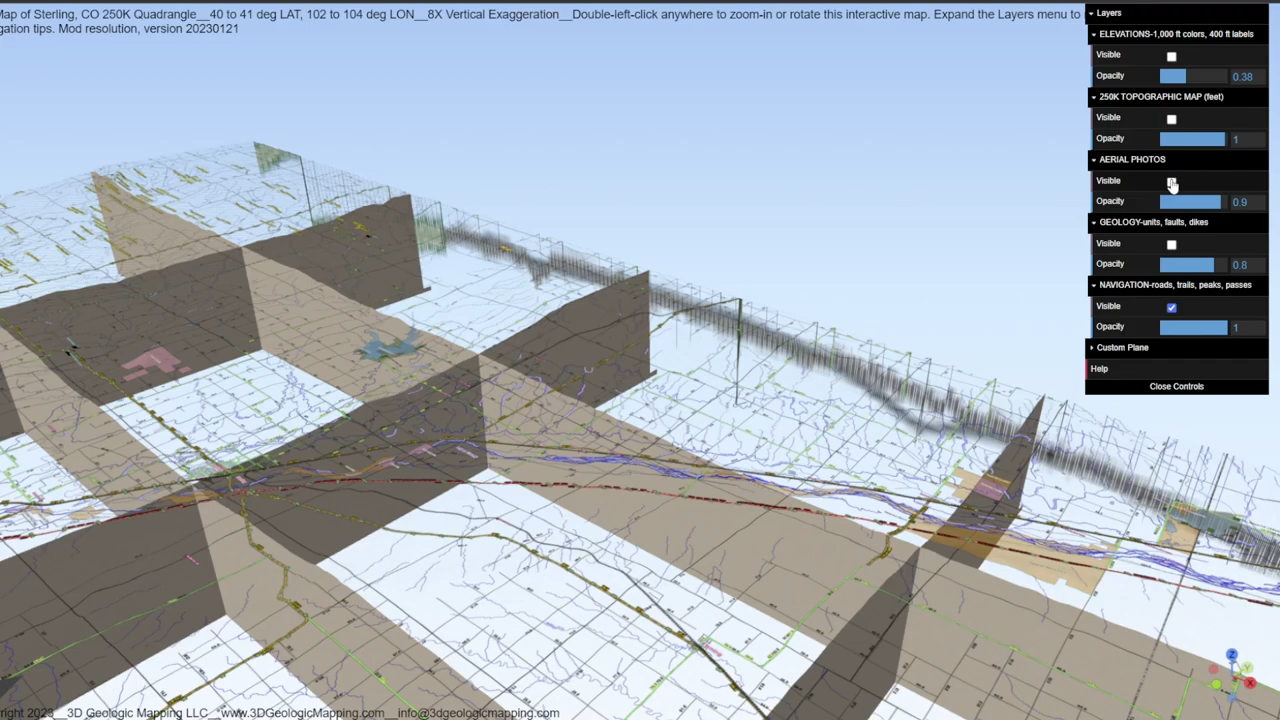 Map of Sterling, CO 250K Quadrangle__40 to 41 deg LAT, 102 to 104 deg LON__8X Vertical Exaggeration__Double-left-click anywhere to zoom-in or rotate this interactive map. Expand the Layers menu to
gation tips. Mod resolution, version 20230121
Layers
ELEVATIONS-1,000 ft colors, 400 ft labels
Visible
Opacity 0.38
250K TOPOGRAPHIC MAP (feet)
Visible
Opacity 1
AERIAL PHOTOS
Visible
Opacity 0.9
GEOLOGY-units, faults, dikes
Visible
Opacity 0.8
NAVIGATION-roads, trails, peaks, passes
Visible
Opacity 1
Custom Plane
Help
Close Controls
Z
Y
X
right 2023__3D Geologic Mapping LLC__www.3DGeologicMapping.com__info@3dgeologicmapping.com